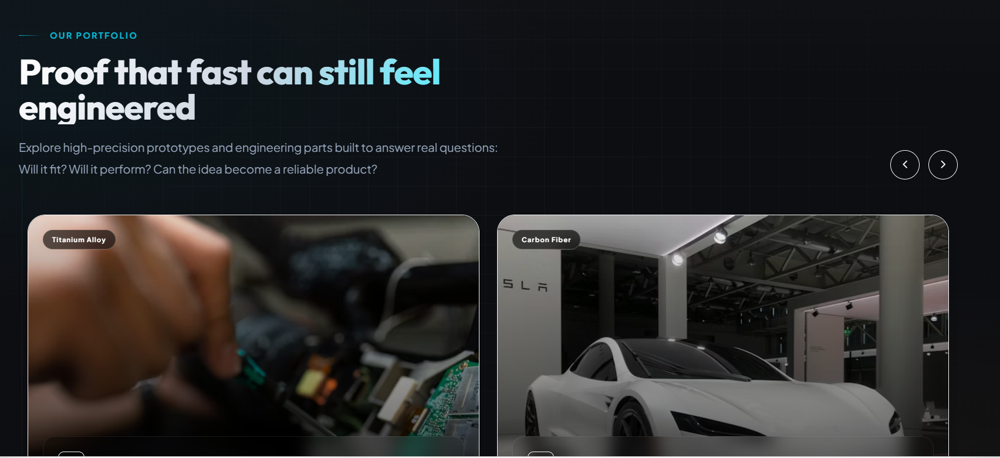 OUR PORTFOLIO
Proof that fast can still feel
engineered
Explore high-precision prototypes and engineering parts built to answer real questions:
Will it fit? Will it perform? Can the idea become a reliable product?
Titanium Alloy
Carbon Fiber
SLA